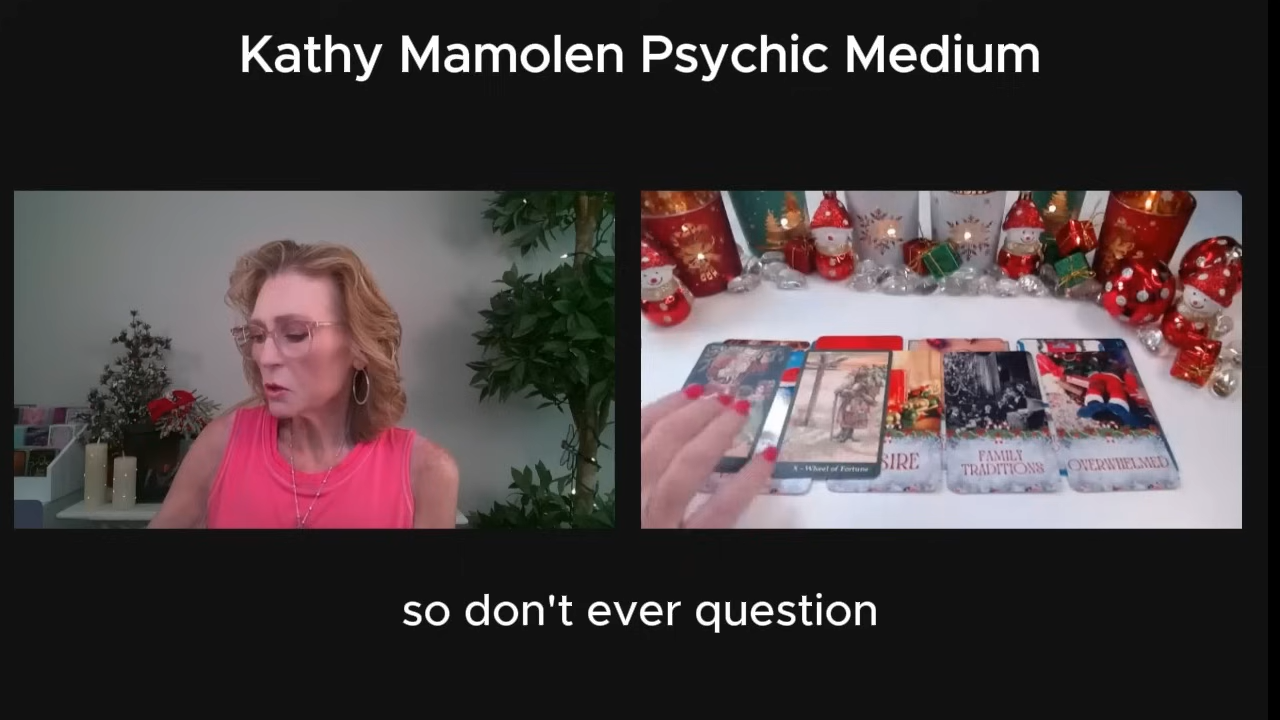 Kathy Mamolen Psychic Medium
X - Wheel of Fortune
SIRE
FAMILY
TRADITIONS
OVERWHELMED
so don't ever question